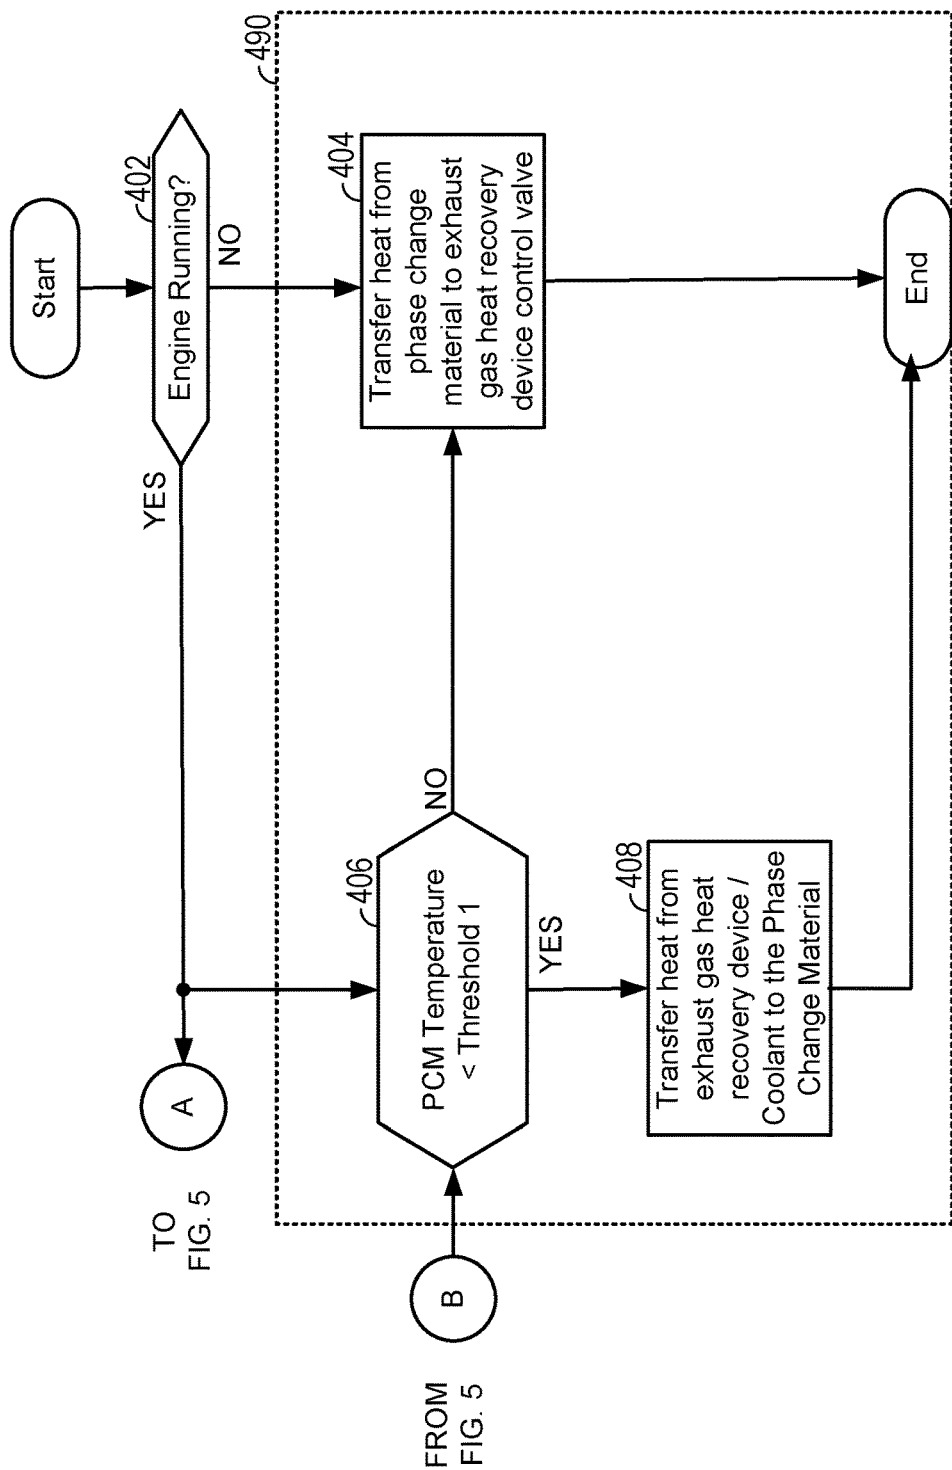 Start
402
Engine Running?
YES
NO
490
A
TO
FIG. 5
404
Transfer heat from
phase change
material to exhaust
gas heat recovery
device control valve
B
FROM
FIG. 5
406
PCM Temperature
< Threshold 1
NO
YES
408
Transfer heat from
exhaust gas heat
recovery device /
Coolant to the Phase
Change Material
End